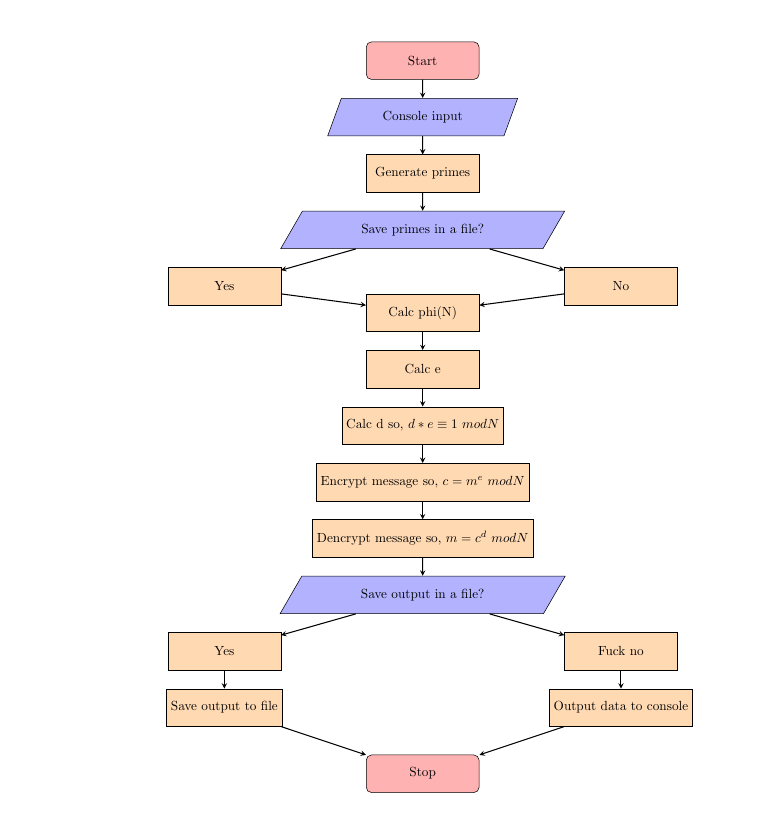 Start
Console input
Generate primes
Save primes in a file?
Yes
No
Calc phi(N)
Calc e
Calc d so, $d * e \equiv 1 \ modN$
Encrypt message so, $c = m^e \ modN$
Dencrypt message so, $m = c^d \ modN$
Save output in a file?
Yes
Fuck no
Save output to file
Output data to console
Stop